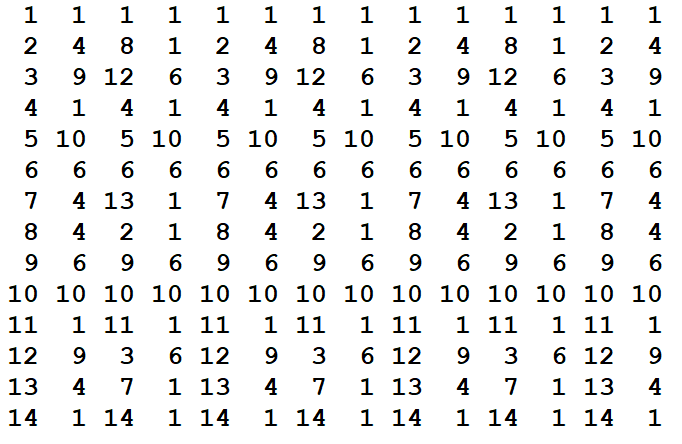 1 1 1 1 1 1 1 1 1 1 1 1 1 1
2 4 8 1 2 4 8 1 2 4 8 1 2 4
3 9 12 6 3 9 12 6 3 9 12 6 3 9
4 1 4 1 4 1 4 1 4 1 4 1 4 1
5 10 5 10 5 10 5 10 5 10 5 10 5 10
6 6 6 6 6 6 6 6 6 6 6 6 6 6
7 4 13 1 7 4 13 1 7 4 13 1 7 4
8 4 2 1 8 4 2 1 8 4 2 1 8 4
9 6 9 6 9 6 9 6 9 6 9 6 9 6
10 10 10 10 10 10 10 10 10 10 10 10 10 10
11 1 11 1 11 1 11 1 11 1 11 1 11 1
12 9 3 6 12 9 3 6 12 9 3 6 12 9
13 4 7 1 13 4 7 1 13 4 7 1 13 4
14 1 14 1 14 1 14 1 14 1 14 1 14 1